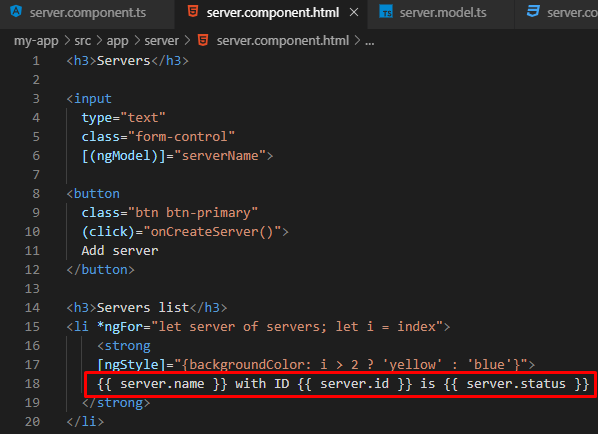 server.component.ts server.component.html × server.model.ts server.co
my-app > src > app > server > server.component.html > ...
1 <h3>Servers</h3>
2
3 <input
4 type="text"
5 class="form-control"
6 [(ngModel)]="serverName">
7
8 <button
9 class="btn btn-primary"
10 (click)="onCreateServer()">
11 Add server
12 </button>
13
14 <h3>Servers list</h3>
15 <li *ngFor="let server of servers; let i = index">
16 <strong
17 [ngStyle]="{backgroundColor: i > 2 ? 'yellow' : 'blue'}">
18 {{ server.name }} with ID {{ server.id }} is {{ server.status }}
19 </strong>
20 </li>